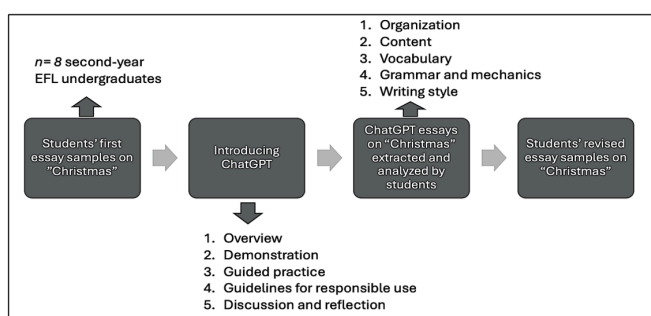 n= 8 second-year
EFL undergraduates
1. Organization
2. Content
3. Vocabulary
4. Grammar and mechanics
5. Writing style
Students' first
essay samples on
"Christmas"
Introducing
ChatGPT
ChatGPT essays
on "Christmas"
extracted and
analyzed by
students
Students' revised
essay samples on
"Christmas"
1. Overview
2. Demonstration
3. Guided practice
4. Guidelines for responsible use
5. Discussion and reflection